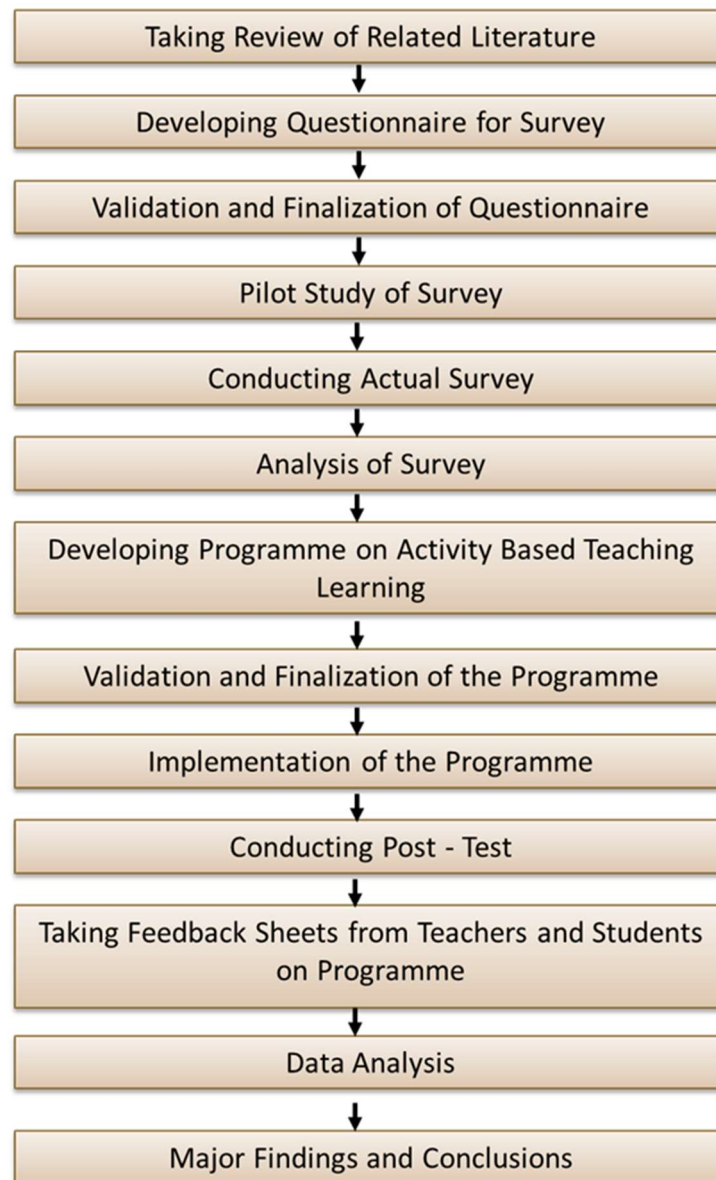 Taking Review of Related Literature
Developing Questionnaire for Survey
Validation and Finalization of Questionnaire
Pilot Study of Survey
Conducting Actual Survey
Analysis of Survey
Developing Programme on Activity Based Teaching
Learning
Validation and Finalization of the Programme
Implementation of the Programme
Conducting Post - Test
Taking Feedback Sheets from Teachers and Students
on Programme
Data Analysis
Major Findings and Conclusions